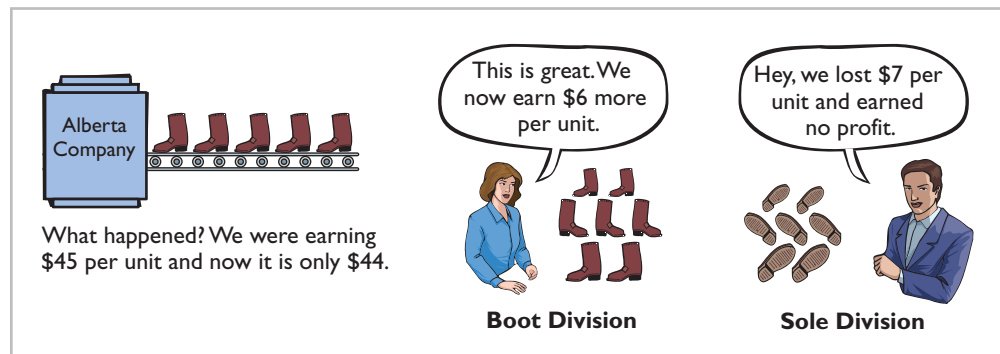 Alberta
Company
What happened? We were earning
$45 per unit and now it is only $44.
This is great. We
now earn $6 more
per unit.
Boot Division
Hey, we lost $7 per
unit and earned
no profit.
Sole Division